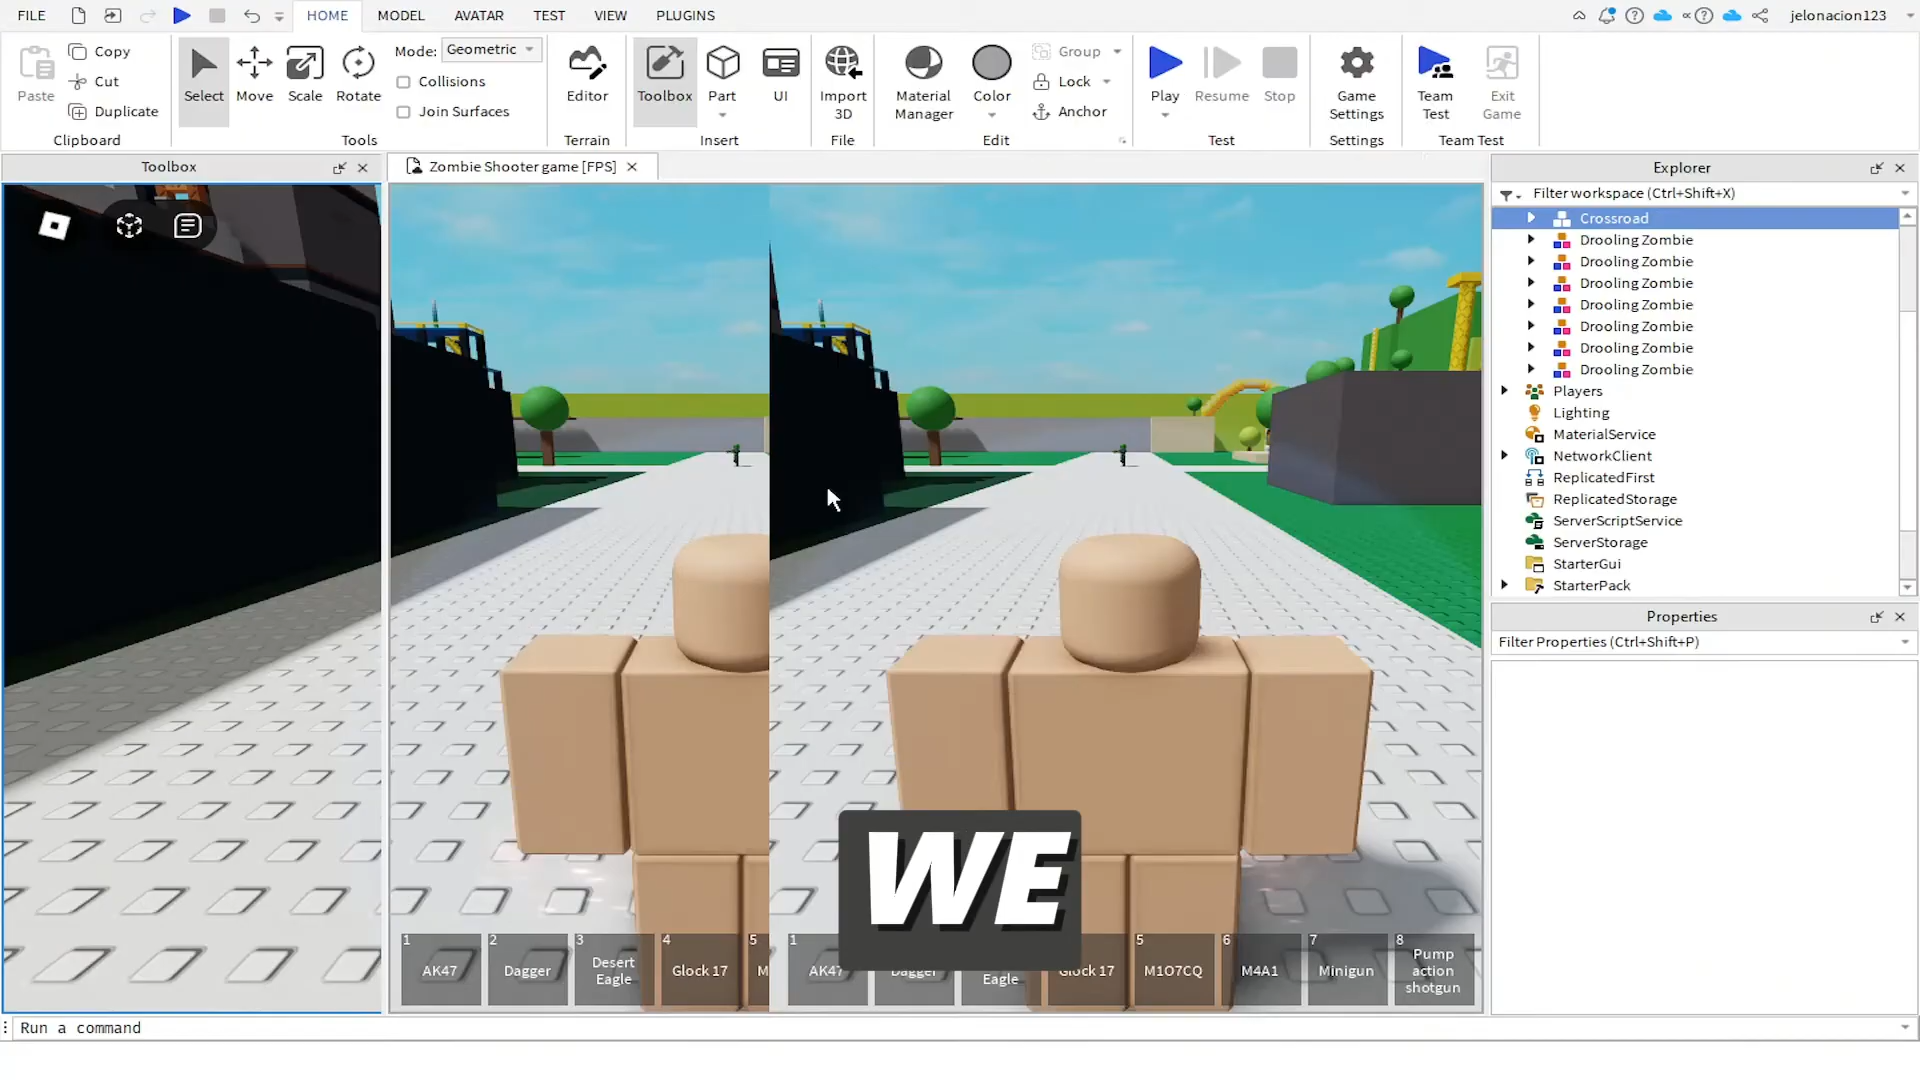 FILE
HOME
MODEL
AVATAR
TEST
VIEW
PLUGINS
jelonacion123
Paste
Copy
Cut
Duplicate
Clipboard
Select
Move
Scale
Rotate
Mode: Geometric
Collisions
Join Surfaces
Tools
Editor
Terrain
Toolbox
Part
UI
Insert
Import
3D
File
Material
Manager
Color
Group
Lock
Anchor
Edit
Play
Resume
Stop
Test
Game
Settings
Settings
Team
Test
Exit
Game
Team Test
Toolbox
Zombie Shooter game [FPS]
Explorer
Filter workspace (Ctrl+Shift+X)
Crossroad
Drooling Zombie
Drooling Zombie
Drooling Zombie
Drooling Zombie
Drooling Zombie
Drooling Zombie
Drooling Zombie
Players
Lighting
MaterialService
NetworkClient
ReplicatedFirst
ReplicatedStorage
ServerScriptService
ServerStorage
StarterGui
StarterPack
Properties
Filter Properties (Ctrl+Shift+P)
WE
1
AK47
2
Dagger
3
Desert
Eagle
4
Glock 17
5
M
1
AK47
Dagger
Eagle
Glock 17
5
M107CQ
6
M4A1
7
Minigun
8
Pump
action
shotgun
Run a command